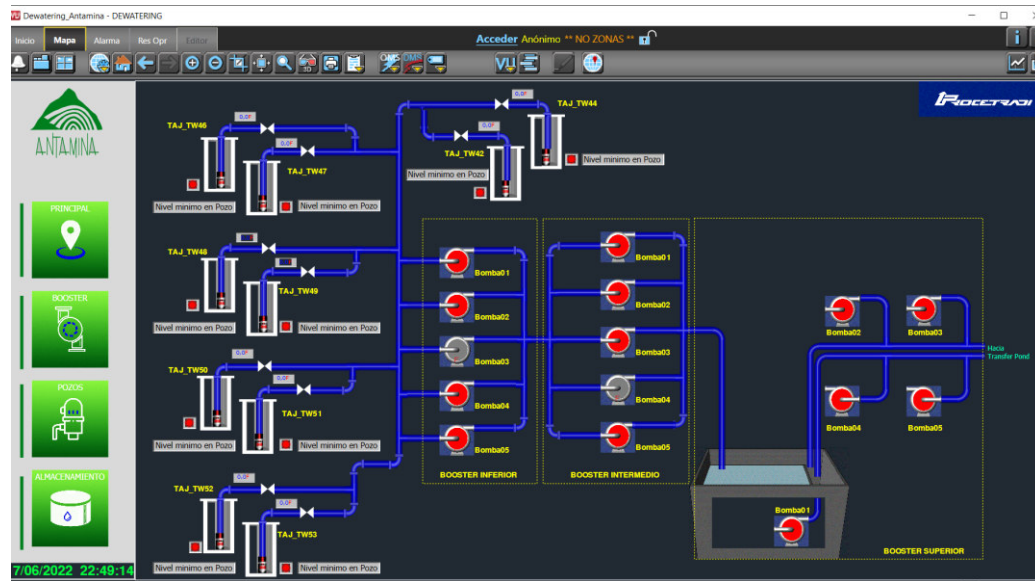 Dewatering_Antamina - DEWATERING
Inicio Mapa Alarma Res Opr Editor
Acceder Anónimo ** NO ZONAS **
ANTAMINA
PRINCIPAL
BOOSTER
POZOS
ALMACENAMIENTO
7/06/2022 22:49:14
TAJ_TW46
TAJ_TW47
Nivel minimo en Pozo
Nivel minimo en Pozo
TAJ_TW44
TAJ_TW42
Nivel minimo en Pozo
Nivel minimo en Pozo
TAJ_TW48
TAJ_TW49
Nivel minimo en Pozo
Nivel minimo en Pozo
TAJ_TW50
TAJ_TW51
Nivel minimo en Pozo
Nivel minimo en Pozo
TAJ_TW52
TAJ_TW53
Nivel minimo en Pozo
Nivel minimo en Pozo
Bomba01
Bomba02
Bomba03
Bomba04
Bomba05
BOOSTER INFERIOR
Bomba01
Bomba02
Bomba03
Bomba04
Bomba05
BOOSTER INTERMEDIO
Bomba02
Bomba03
Bomba04
Bomba05
Hacia
Transfer Pond
Bomba01
BOOSTER SUPERIOR